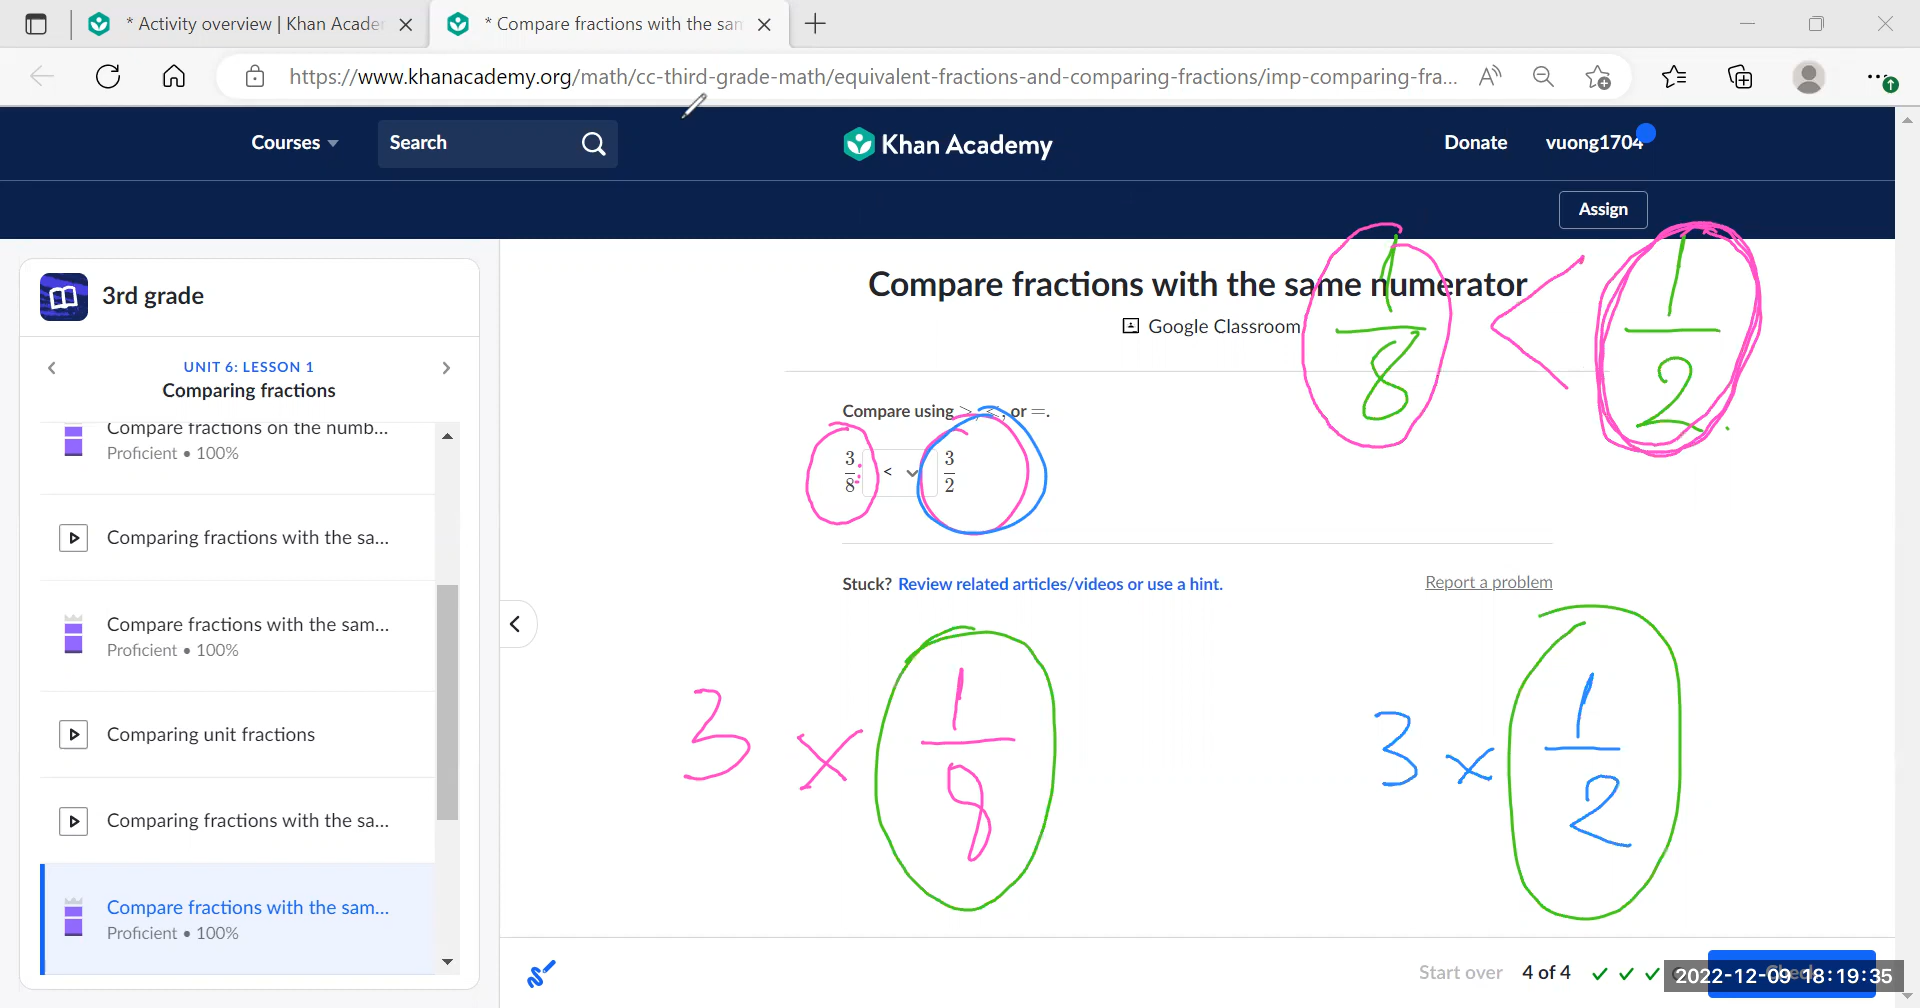 * Activity overview | Khan Acade
* Compare fractions with the sam
https://www.khanacademy.org/math/cc-third-grade-math/equivalent-fractions-and-comparing-fractions/imp-comparing-fra...
Courses
Search
Khan Academy
Donate
vuong1704
Assign
3rd grade
UNIT 6: LESSON 1
Comparing fractions
Compare fractions on the numb...
Proficient • 100%
Comparing fractions with the sa...
Compare fractions with the sam...
Proficient • 100%
Comparing unit fractions
Comparing fractions with the sa...
Compare fractions with the sam...
Proficient • 100%
Compare fractions with the same numerator
Google Classroom
1/8 < 1/2
Compare using >, <, or =.
3/8 < 3/2
Stuck? Review related articles/videos or use a hint.
Report a problem
3 × 1/8
3 × 1/2
Start over
4 of 4
2022-12-09 18:19:35